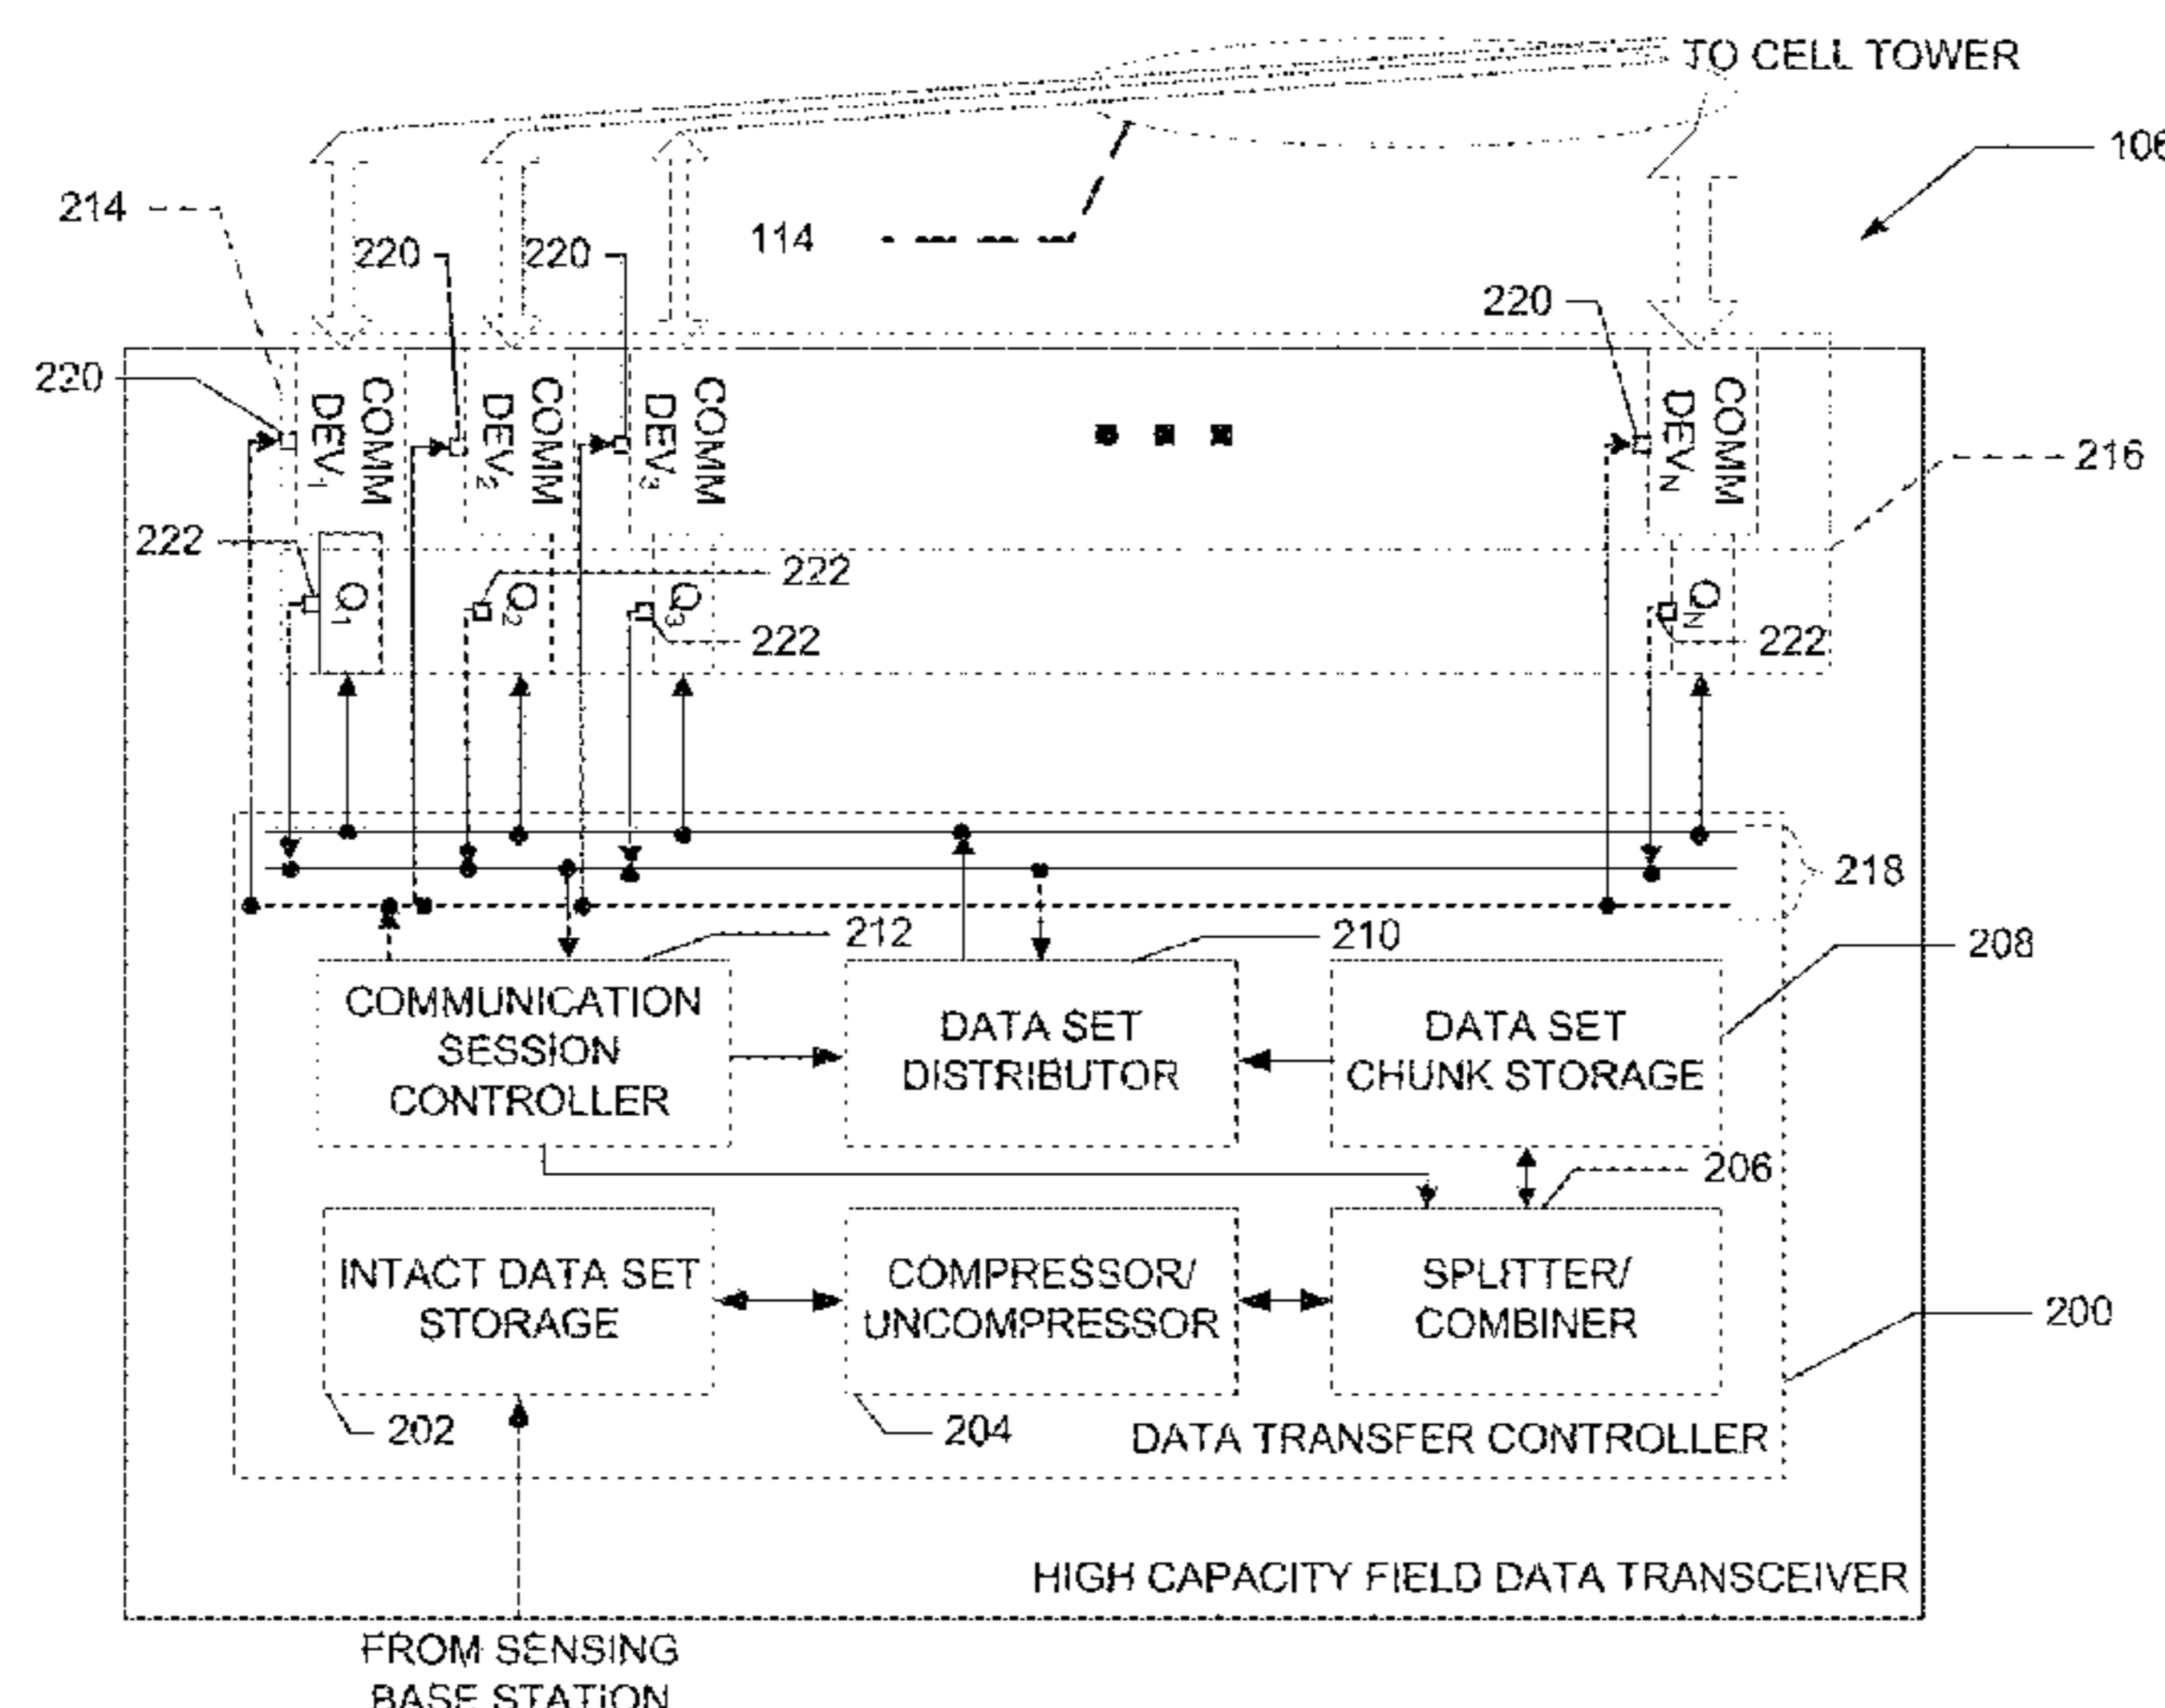 TO CELL TOWER
106
214
220
220
114
220
220
COMM
DEV1
COMM
DEV2
COMM
DEV3
COMM
DEVN
216
222
Q1
Q2
222
Q3
222
QN
222
218
212
210
208
COMMUNICATION
SESSION
CONTROLLER
DATA SET
DISTRIBUTOR
DATA SET
CHUNK STORAGE
206
INTACT DATA SET
STORAGE
COMPRESSOR/
UNCOMPRESSOR
SPLITTER/
COMBINER
200
202
204
DATA TRANSFER CONTROLLER
HIGH CAPACITY FIELD DATA TRANSCEIVER
FROM SENSING
BASE STATION